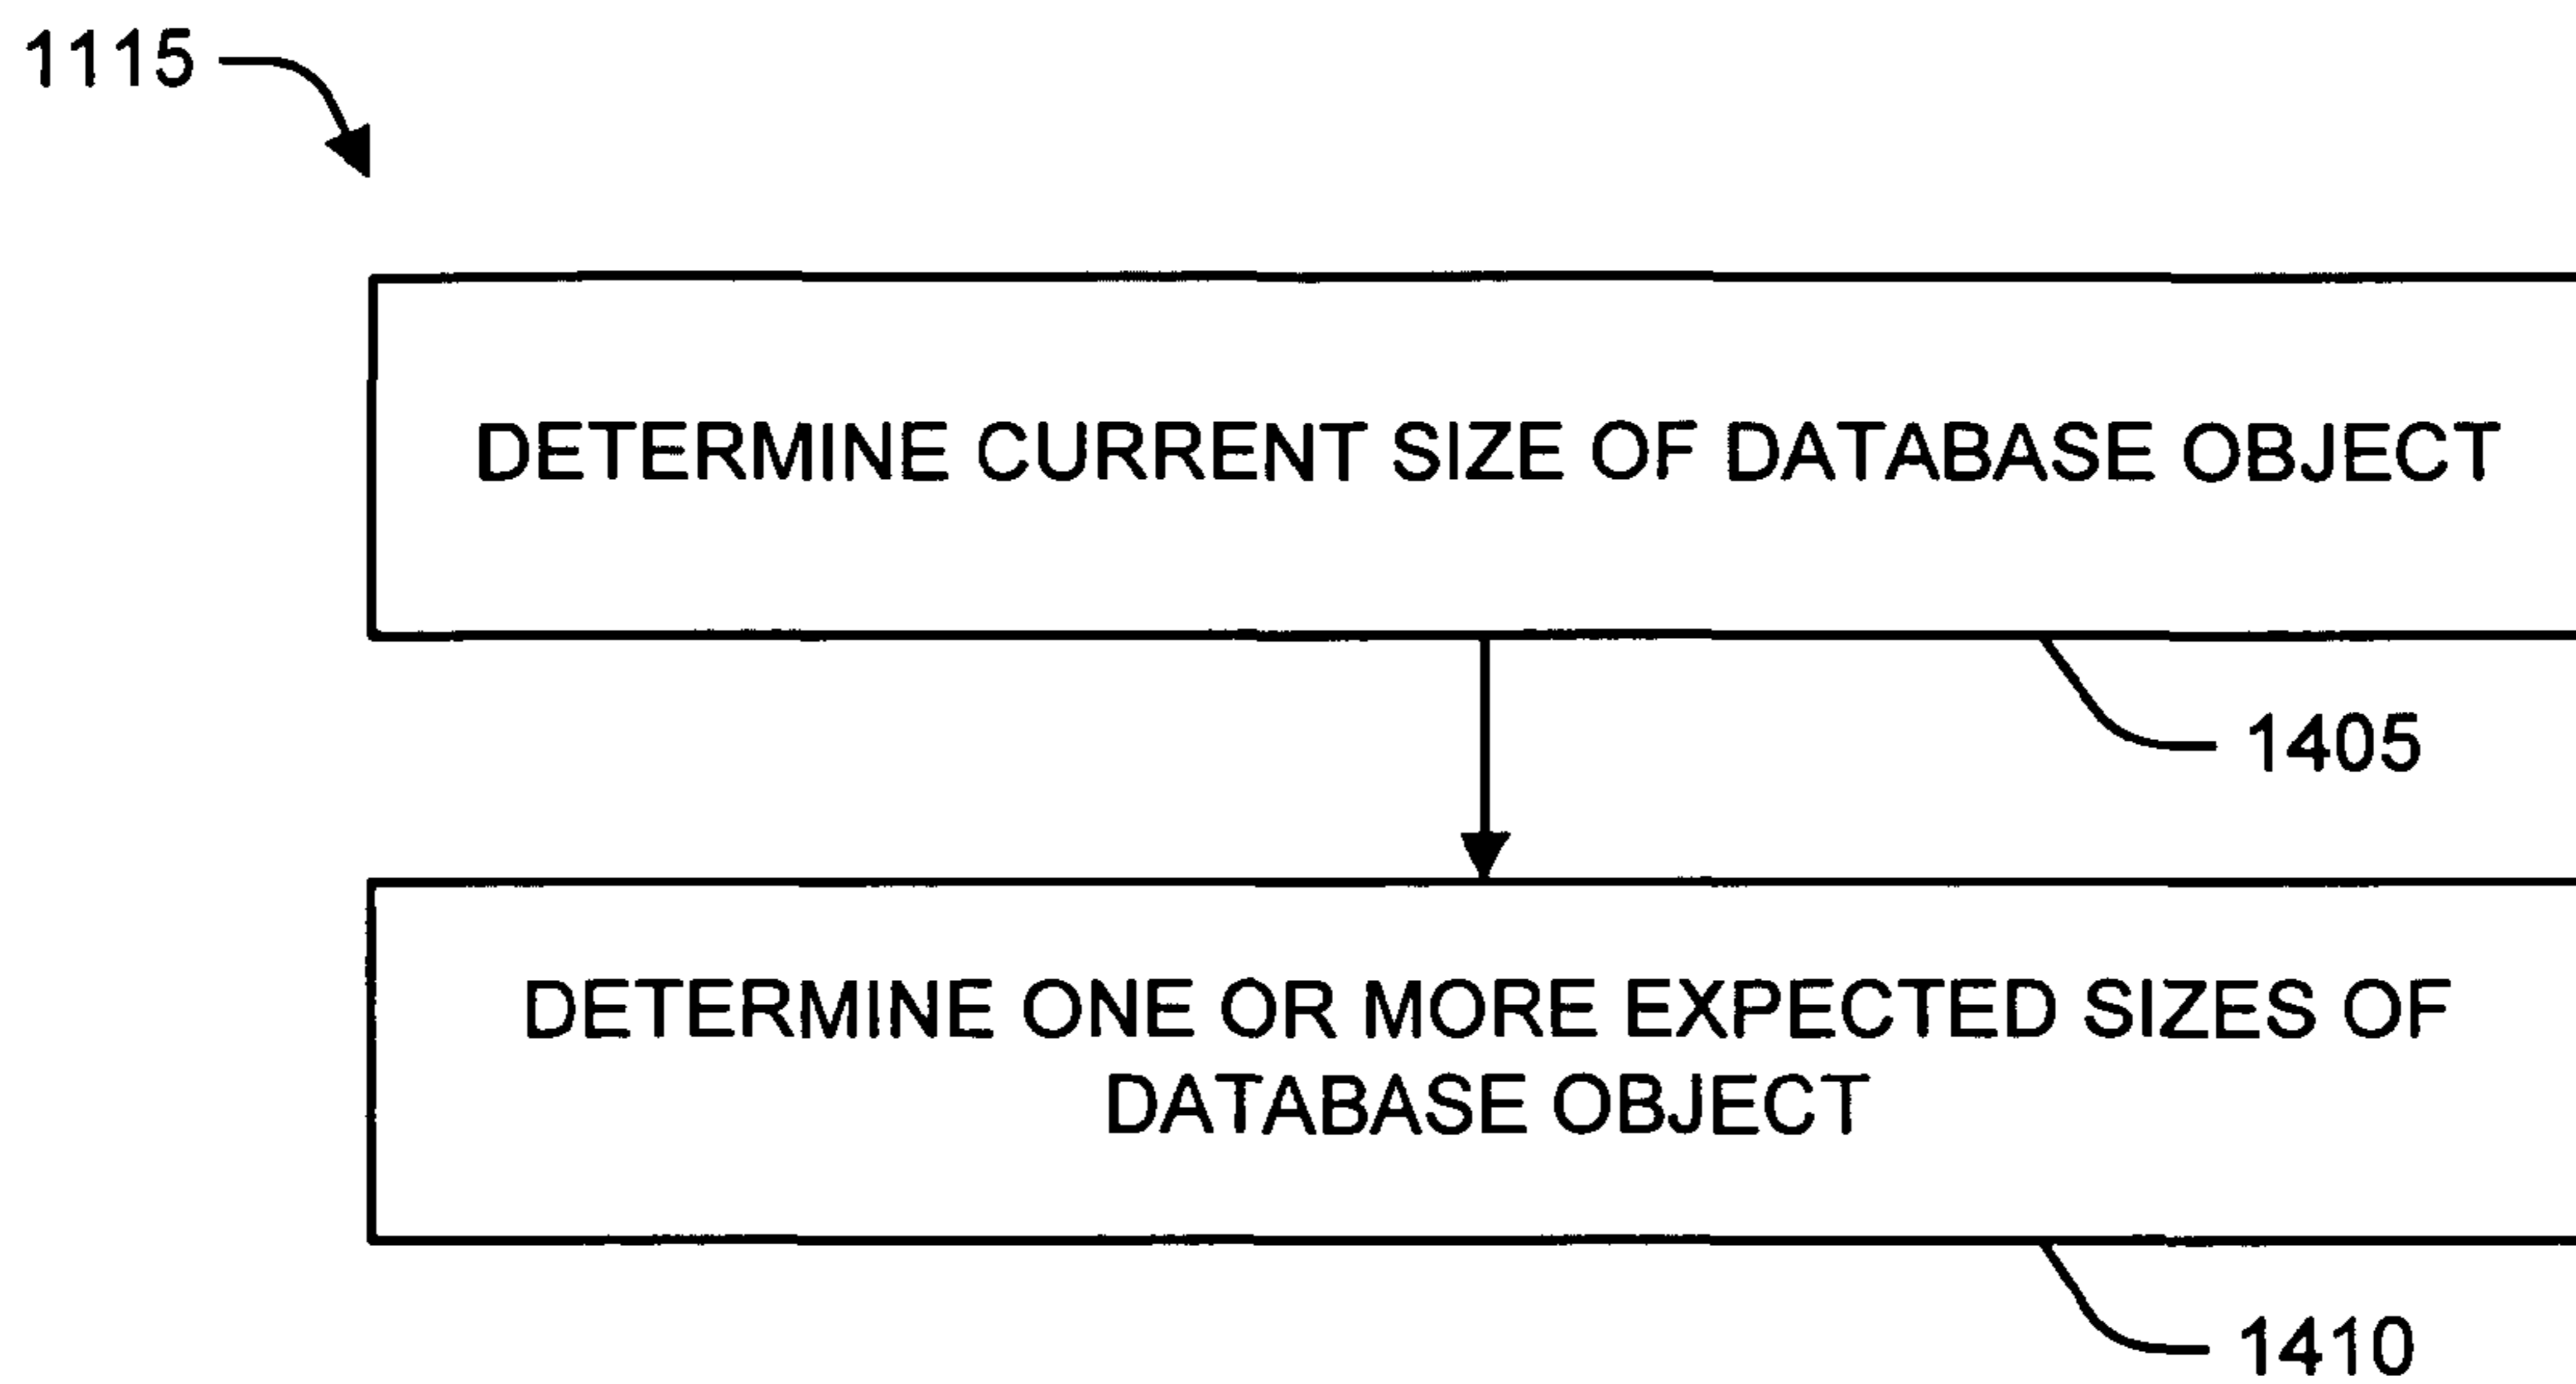 1115
DETERMINE CURRENT SIZE OF DATABASE OBJECT
1405
DETERMINE ONE OR MORE EXPECTED SIZES OF
DATABASE OBJECT
1410